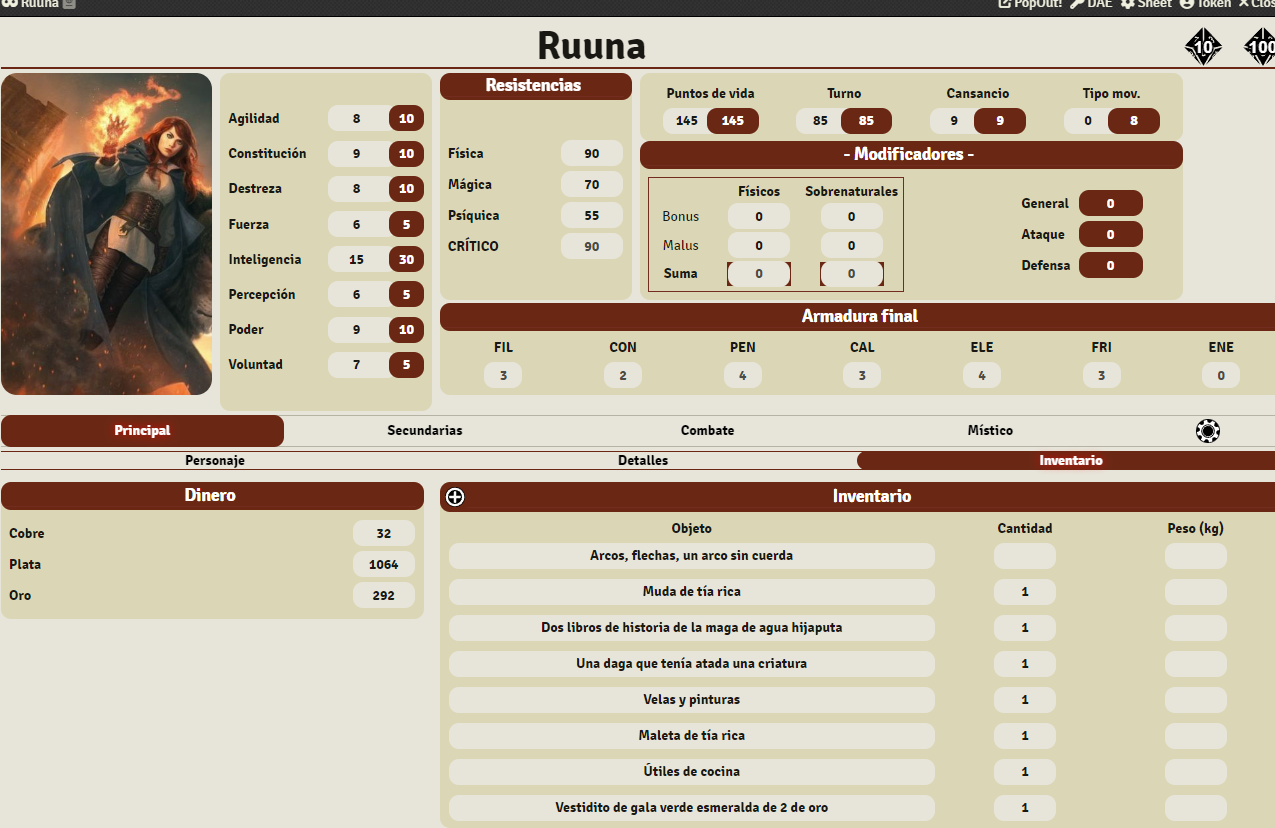 Ruuna PopOut! DAE Sheet Token Clos
Ruuna 10 100
Resistencias
Puntos de vida Turno Cansancio Tipo mov.
145 145 85 85 9 9 0 8
Agilidad 8 10
Constitución 9 10
Destreza 8 10
Fuerza 6 5
Inteligencia 15 30
Percepción 6 5
Poder 9 10
Voluntad 7 5
Física 90
Mágica 70
Psíquica 55
CRÍTICO 90
- Modificadores -
Físicos Sobrenaturales
Bonus 0 0
Malus 0 0
Suma 0 0
General 0
Ataque 0
Defensa 0
Armadura final
FIL CON PEN CAL ELE FRI ENE
3 2 4 3 4 3 0
Principal Secundarias Combate Místico
Personaje Detalles Inventario
Dinero
Cobre 32
Plata 1064
Oro 292
Inventario
Objeto Cantidad Peso (kg)
Arcos, flechas, un arco sin cuerda
Muda de tía rica 1
Dos libros de historia de la maga de agua hijaputa 1
Una daga que tenía atada una criatura 1
Velas y pinturas 1
Maleta de tía rica 1
Útiles de cocina 1
Vestidito de gala verde esmeralda de 2 de oro 1